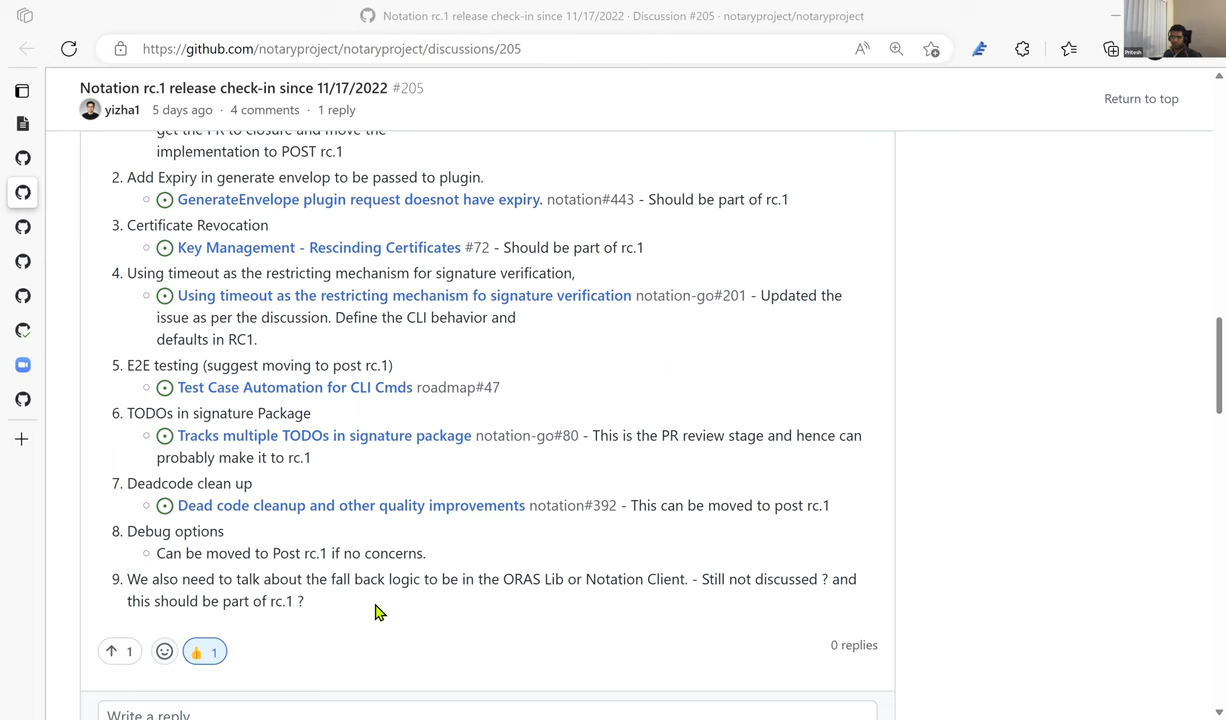 Notation rc.1 release check-in since 11/17/2022 · Discussion #205 · notaryproject/notaryproject
https://github.com/notaryproject/notaryproject/discussions/205
Pritesh
Notation rc.1 release check-in since 11/17/2022 #205
yizha1 5 days ago · 4 comments · 1 reply
Return to top
get the PR to closure and move the
implementation to POST rc.1
2. Add Expiry in generate envelop to be passed to plugin.
GenerateEnvelope plugin request doesnot have expiry. notation#443 - Should be part of rc.1
3. Certificate Revocation
Key Management - Rescinding Certificates #72 - Should be part of rc.1
4. Using timeout as the restricting mechanism for signature verification,
Using timeout as the restricting mechanism fo signature verification notation-go#201 - Updated the
issue as per the discussion. Define the CLI behavior and
defaults in RC1.
5. E2E testing (suggest moving to post rc.1)
Test Case Automation for CLI Cmds roadmap#47
6. TODOs in signature Package
Tracks multiple TODOs in signature package notation-go#80 - This is the PR review stage and hence can
probably make it to rc.1
7. Deadcode clean up
Dead code cleanup and other quality improvements notation#392 - This can be moved to post rc.1
8. Debug options
Can be moved to Post rc.1 if no concerns.
9. We also need to talk about the fall back logic to be in the ORAS Lib or Notation Client. - Still not discussed ? and
this should be part of rc.1 ?
1
1
0 replies
Write a reply